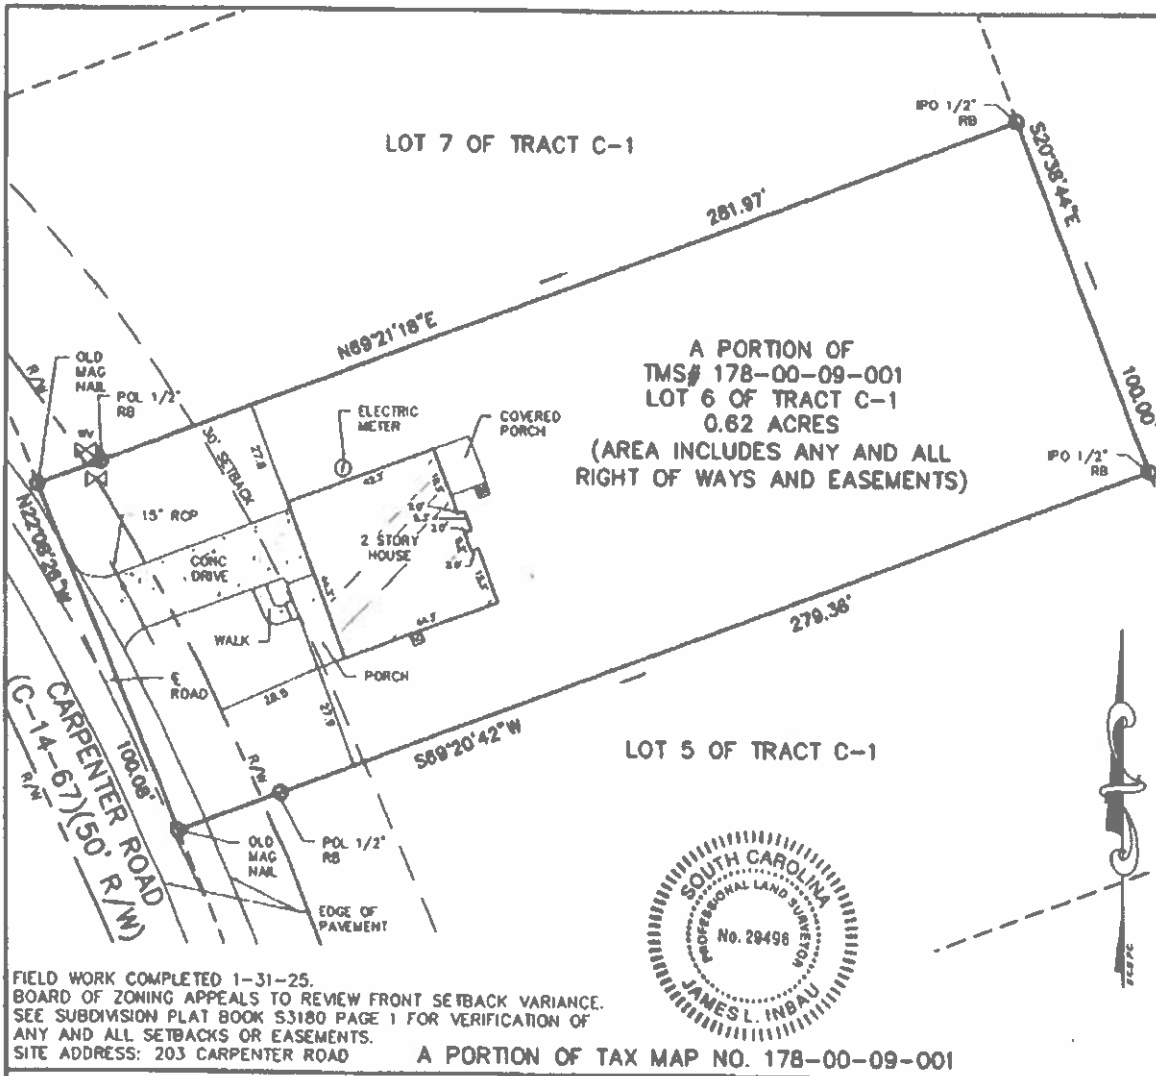 LOT 7 OF TRACT C-1
IPO 1/2"
RB
S20°38'44"E
281.97'
N69°21'18"E
100.00'
OLD
MAG
NAIL
R/W
POL 1/2"
RB
WV
ELECTRIC
METER
COVERED
PORCH
A PORTION OF
TMS# 178-00-09-001
LOT 6 OF TRACT C-1
0.62 ACRES
(AREA INCLUDES ANY AND ALL
RIGHT OF WAYS AND EASEMENTS)
IPO 1/2"
RB
30' SETBACK
27.8
N22°06'26"W
15" RCP
CONC
DRIVE
2 STORY
HOUSE
WALK
PORCH
℄
ROAD
28.9
27.9
279.36'
S69°20'42"W
LOT 5 OF TRACT C-1
CARPENTER ROAD
(C-14-67)(50' R/W)
100.08'
R/W
R/W
OLD
MAG
NAIL
POL 1/2"
RB
EDGE OF
PAVEMENT
SOUTH CAROLINA
PROFESSIONAL LAND SURVEYOR
No. 29496
JAMES L. INBAU
FIELD WORK COMPLETED 1-31-25.
BOARD OF ZONING APPEALS TO REVIEW FRONT SETBACK VARIANCE.
SEE SUBDIVISION PLAT BOOK S3180 PAGE 1 FOR VERIFICATION OF
ANY AND ALL SETBACKS OR EASEMENTS.
SITE ADDRESS: 203 CARPENTER ROAD
A PORTION OF TAX MAP NO. 178-00-09-001